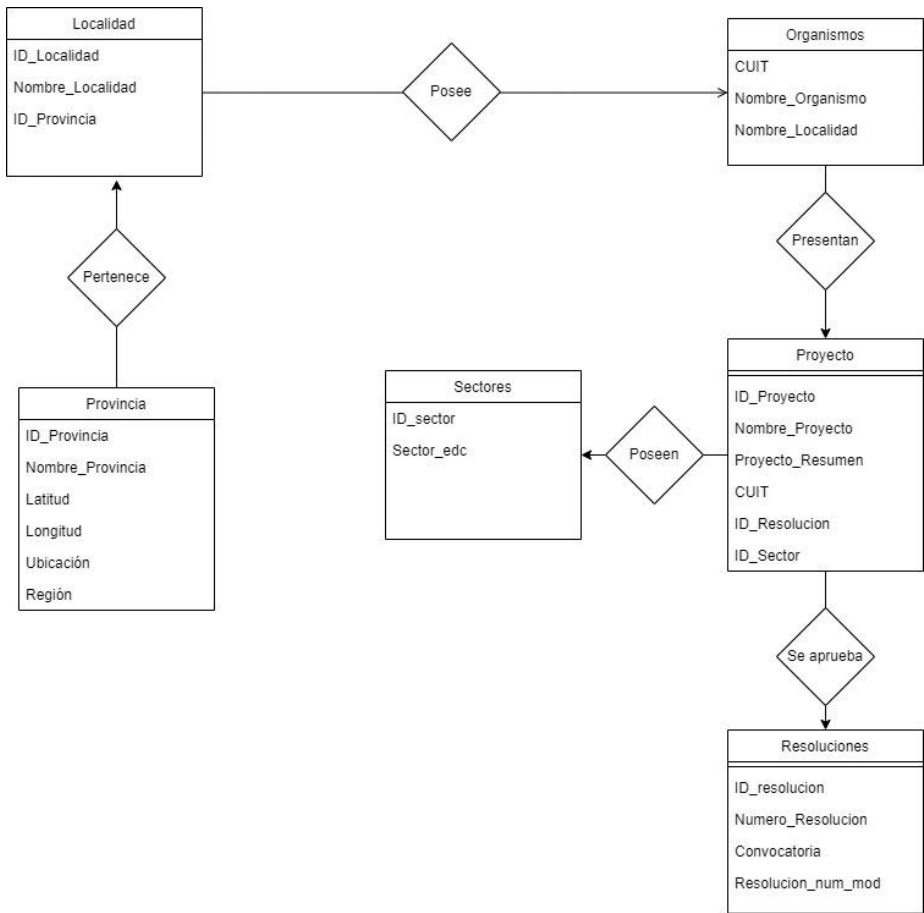 Localidad
ID_Localidad
Nombre_Localidad
ID_Provincia
Posee
Organismos
CUIT
Nombre_Organismo
Nombre_Localidad
Pertenece
Presentan
Provincia
ID_Provincia
Nombre_Provincia
Latitud
Longitud
Ubicación
Región
Sectores
ID_sector
Sector_edc
Poseen
Proyecto
ID_Proyecto
Nombre_Proyecto
Proyecto_Resumen
CUIT
ID_Resolucion
ID_Sector
Se aprueba
Resoluciones
ID_resolucion
Numero_Resolucion
Convocatoria
Resolucion_num_mod